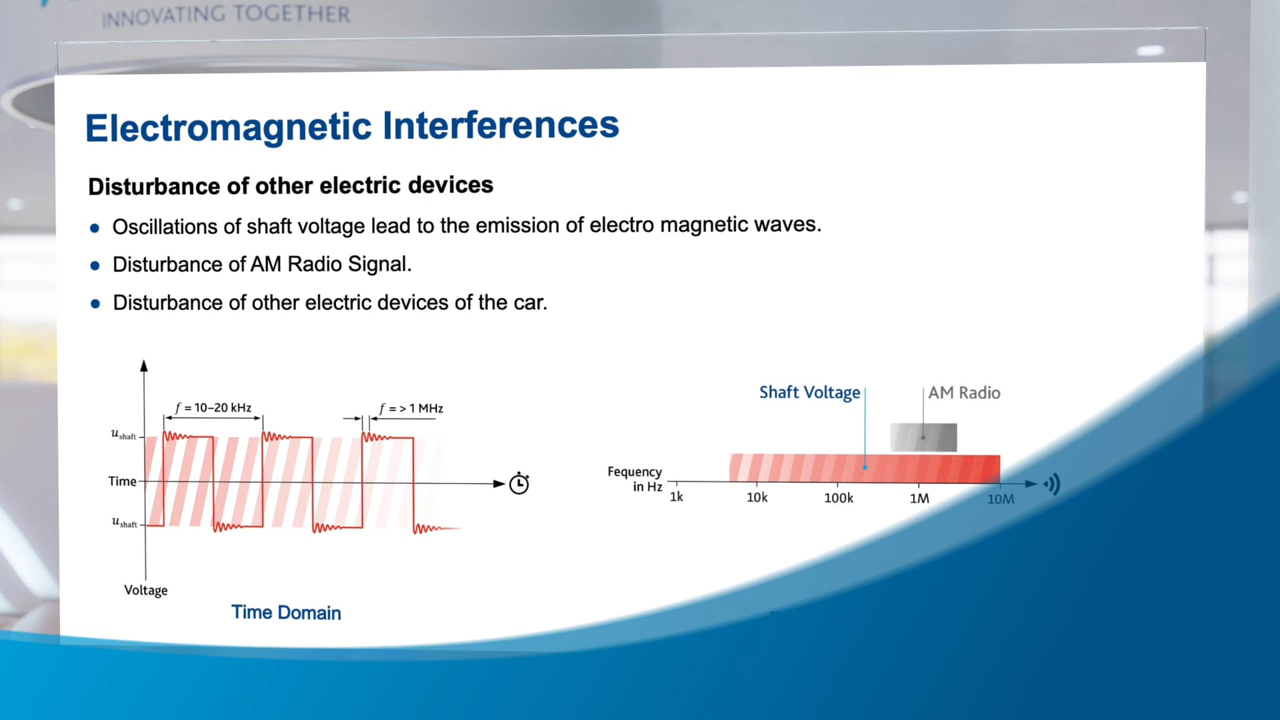 INNOVATING TOGETHER
Electromagnetic Interferences
Disturbance of other electric devices
• Oscillations of shaft voltage lead to the emission of electro magnetic waves.
• Disturbance of AM Radio Signal.
• Disturbance of other electric devices of the car.
f = 10–20 kHz
f = > 1 MHz
u shaft
Time
u shaft
Voltage
Time Domain
Shaft Voltage
AM Radio
Fequency
in Hz
1k
10k
100k
1M
10M